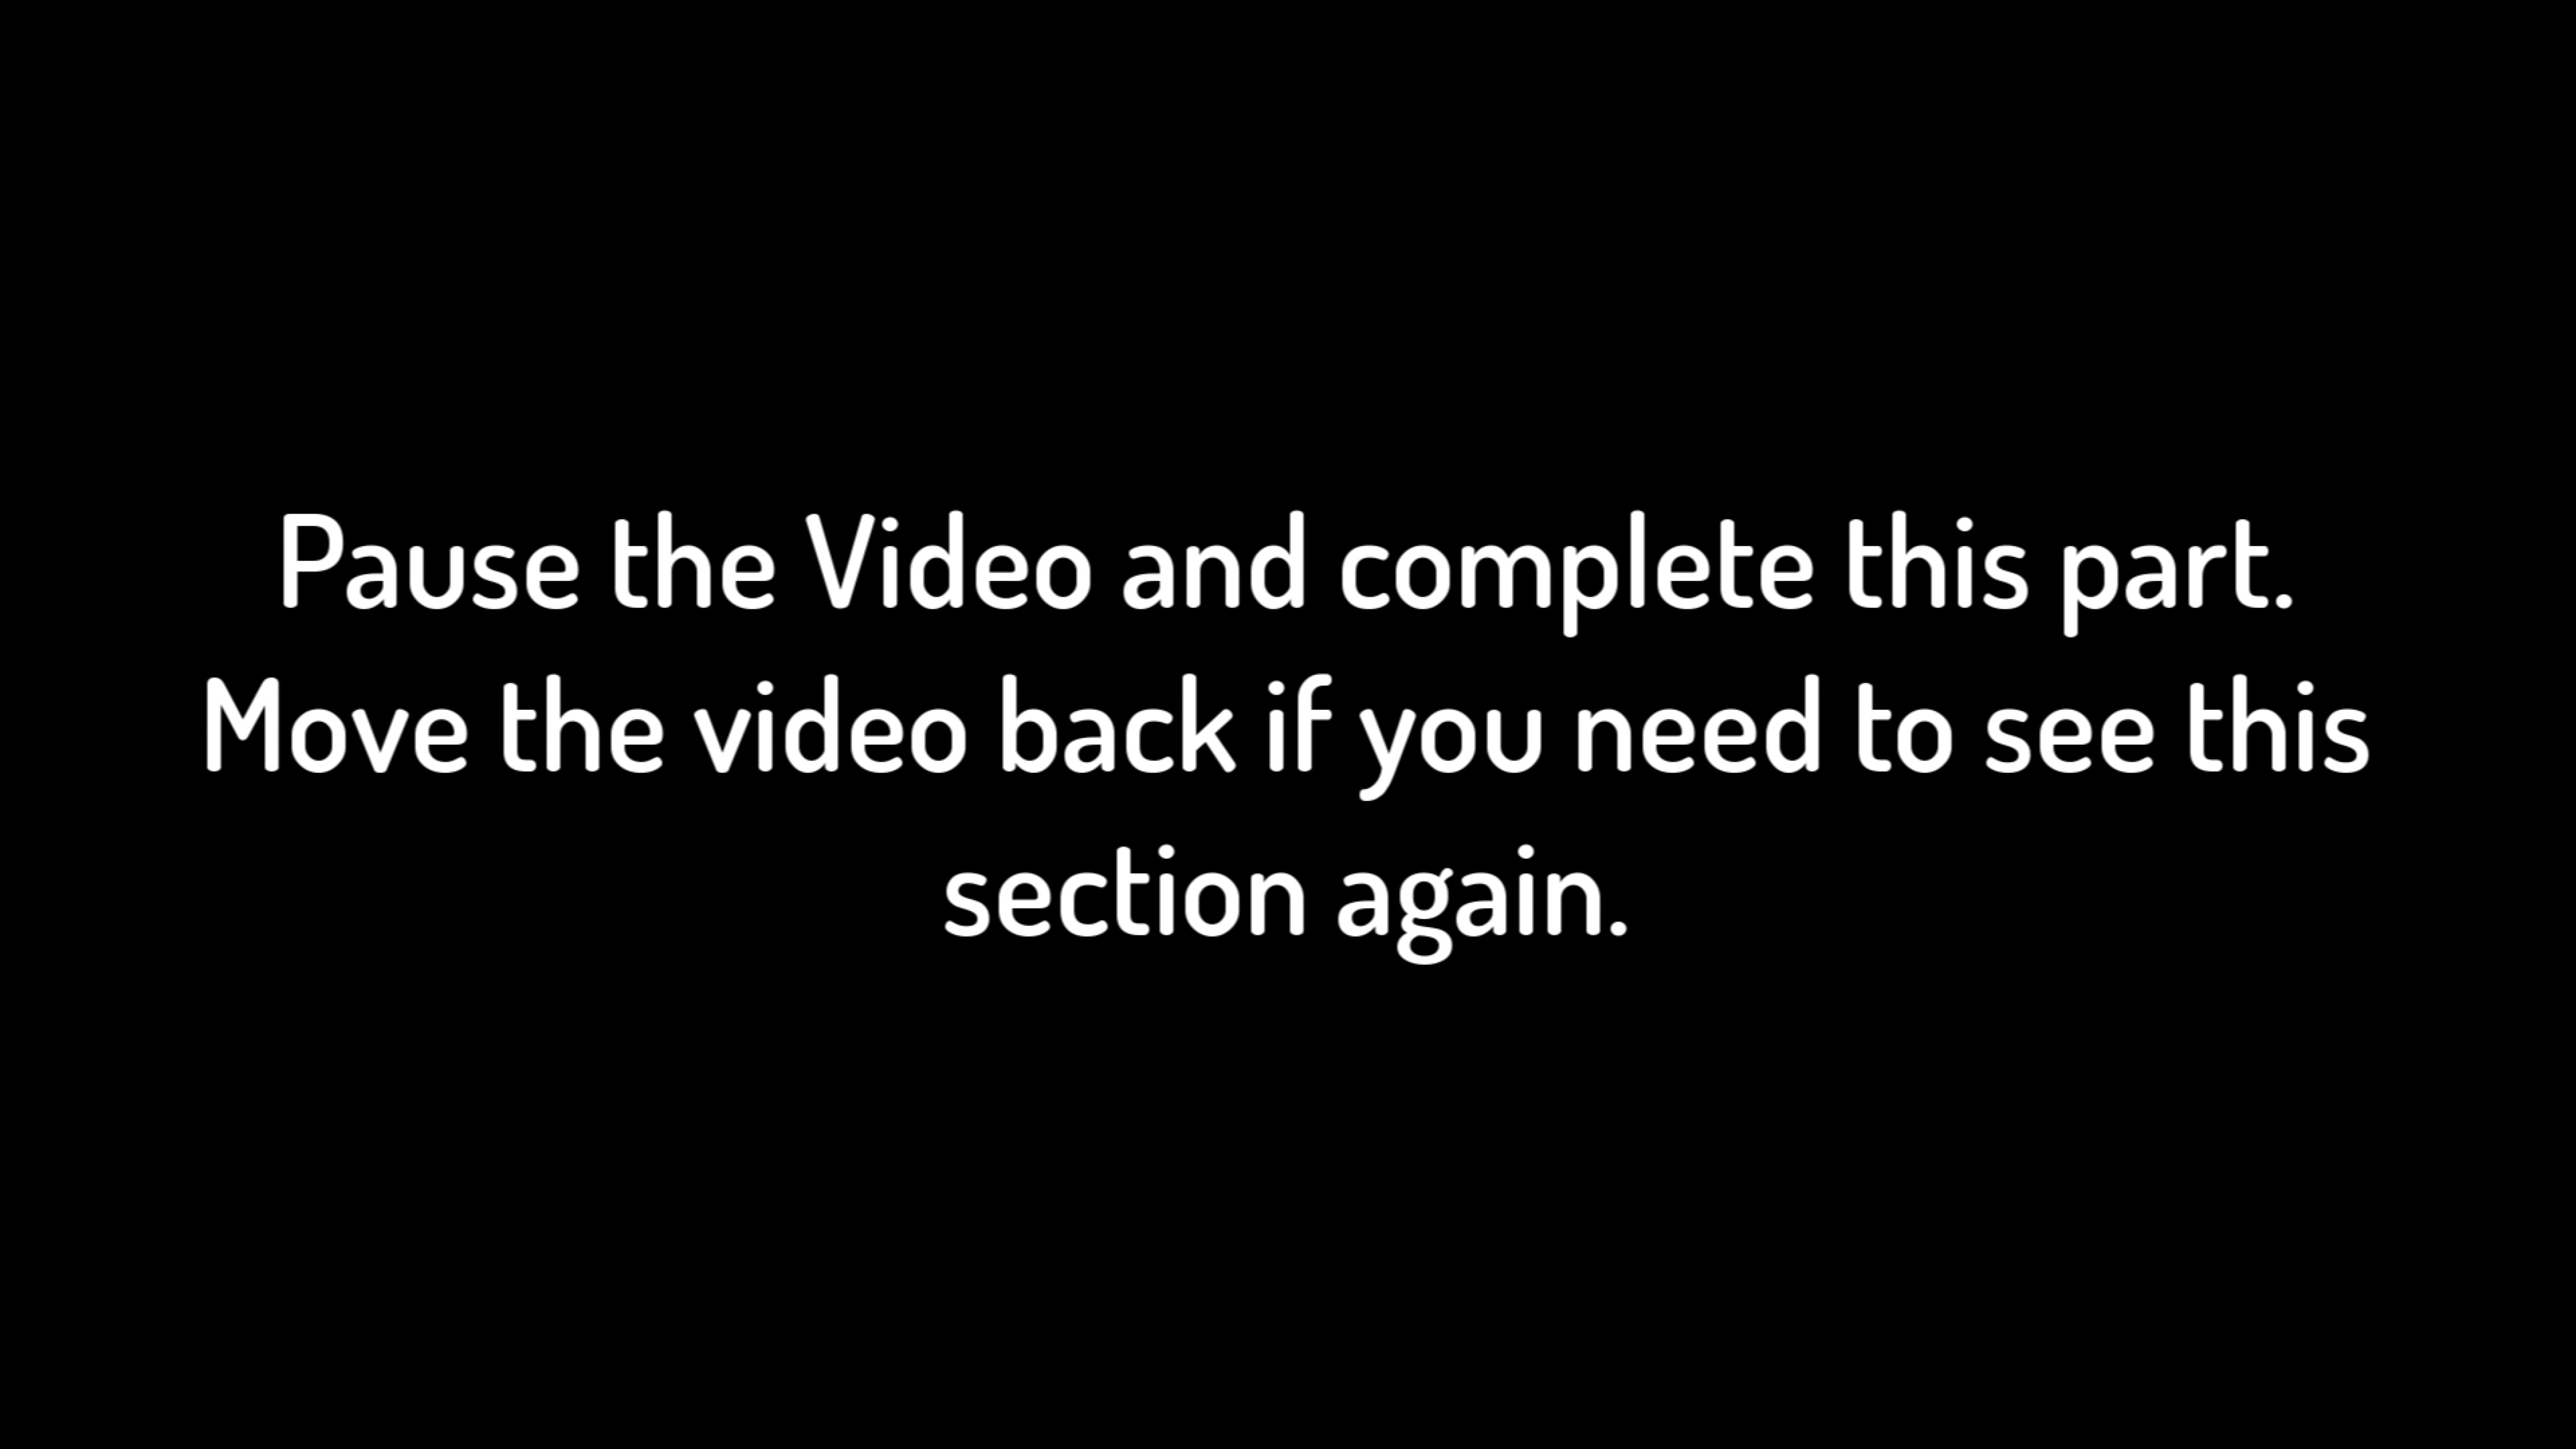 Pause the Video and complete this part.
Move the video back if you need to see this
section again.